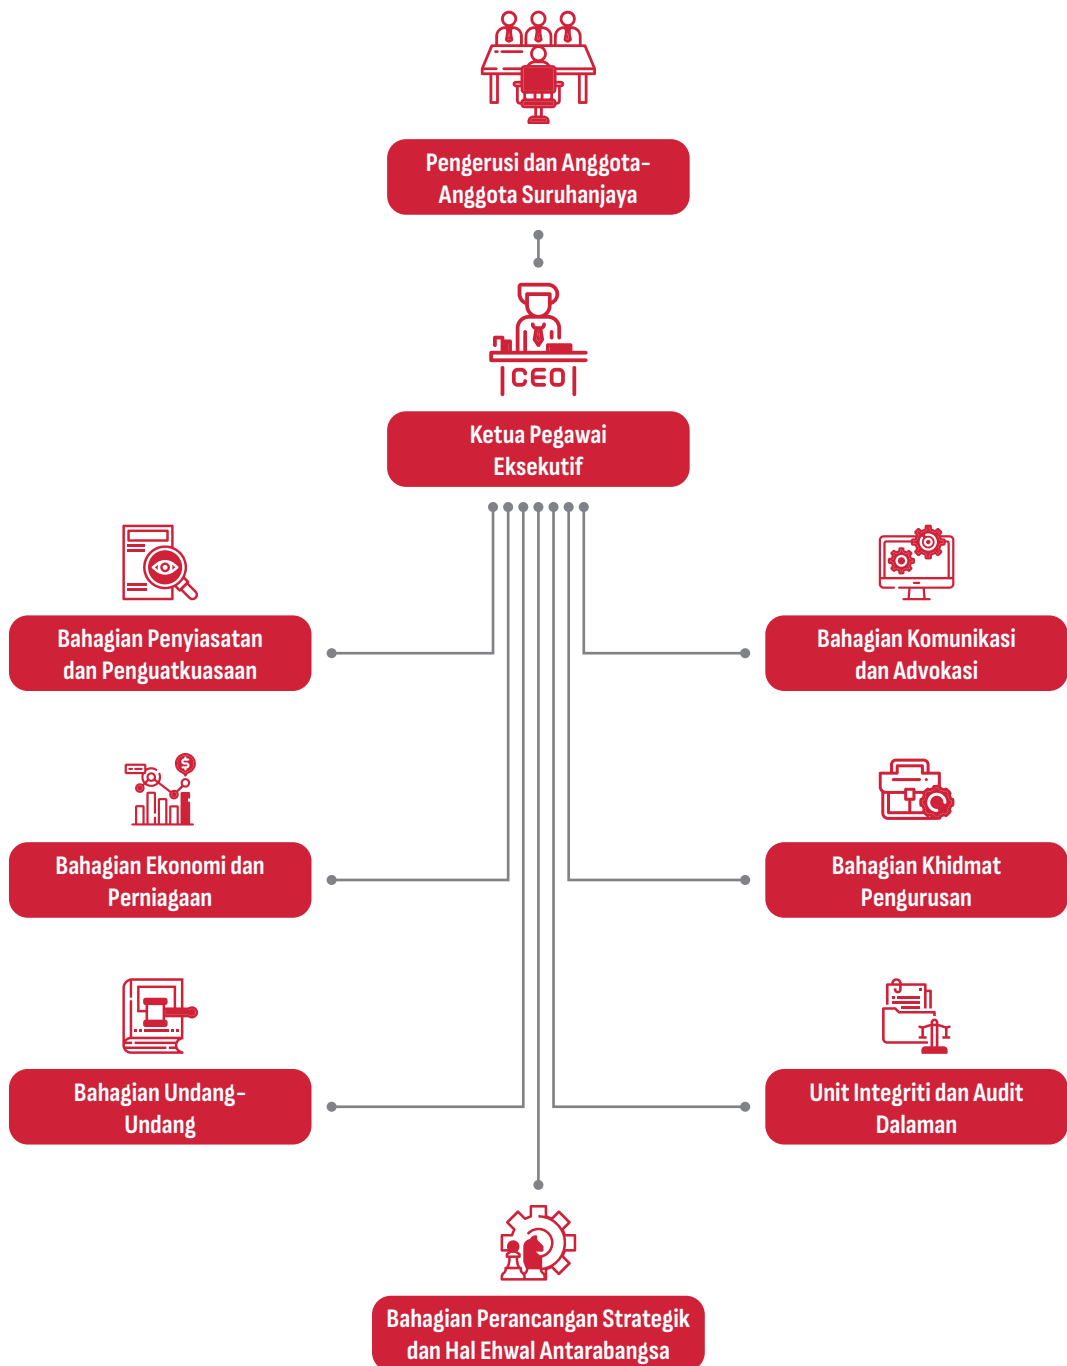 Pengerusi dan Anggota-
Anggota Suruhanjaya
CEO
Ketua Pegawai
Eksekutif
Bahagian Penyiasatan
dan Penguatkuasaan
Bahagian Komunikasi
dan Advokasi
$
Bahagian Ekonomi dan
Perniagaan
Bahagian Khidmat
Pengurusan
Bahagian Undang-
Undang
Unit Integriti dan Audit
Dalaman
Bahagian Perancangan Strategik
dan Hal Ehwal Antarabangsa